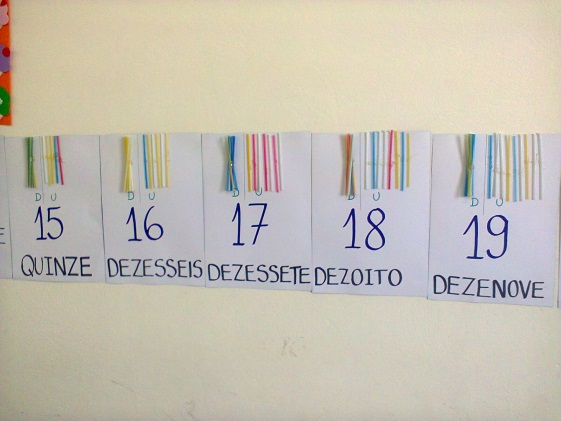 D U
15
QUINZE
D U
16
DEZESSEIS
D U
17
DEZESSETE
D U
18
DEZOITO
D U
19
DEZENOVE